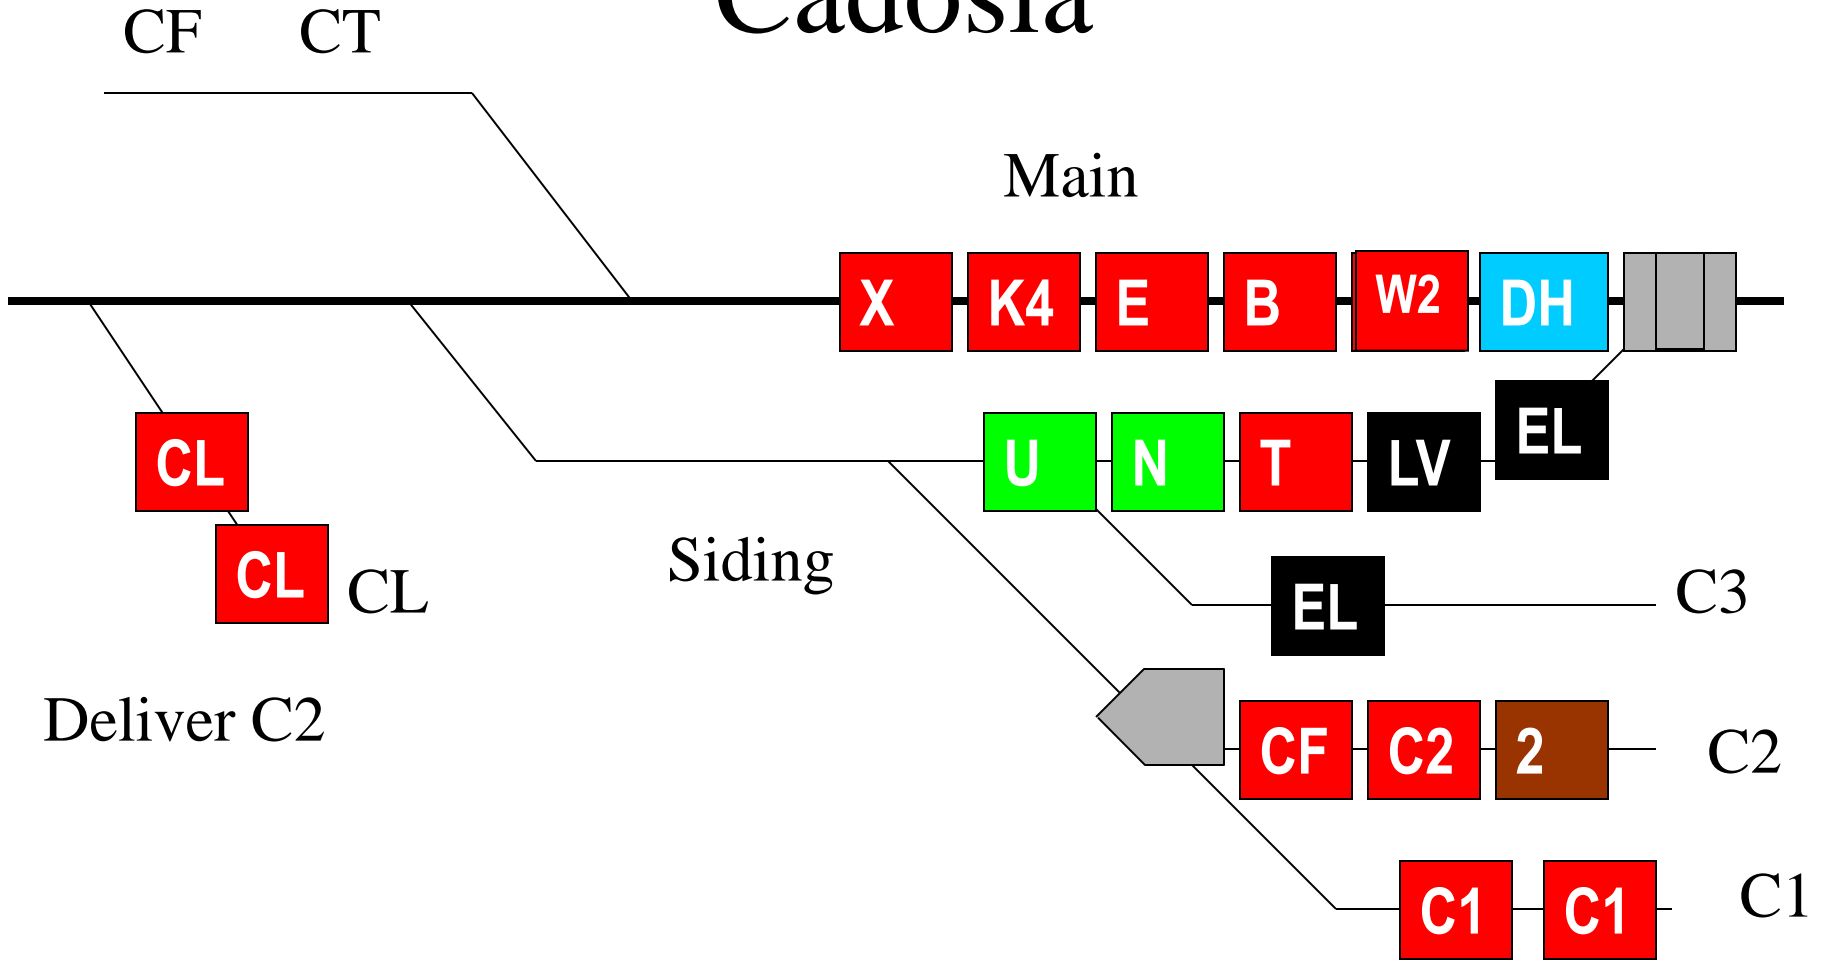 Cadosia
CF CT
Main
X K4 E B W2 DH
U N T LV EL
CL
Siding
CL CL
EL C3
Deliver C2
CF C2 2 C2
C1 C1 C1